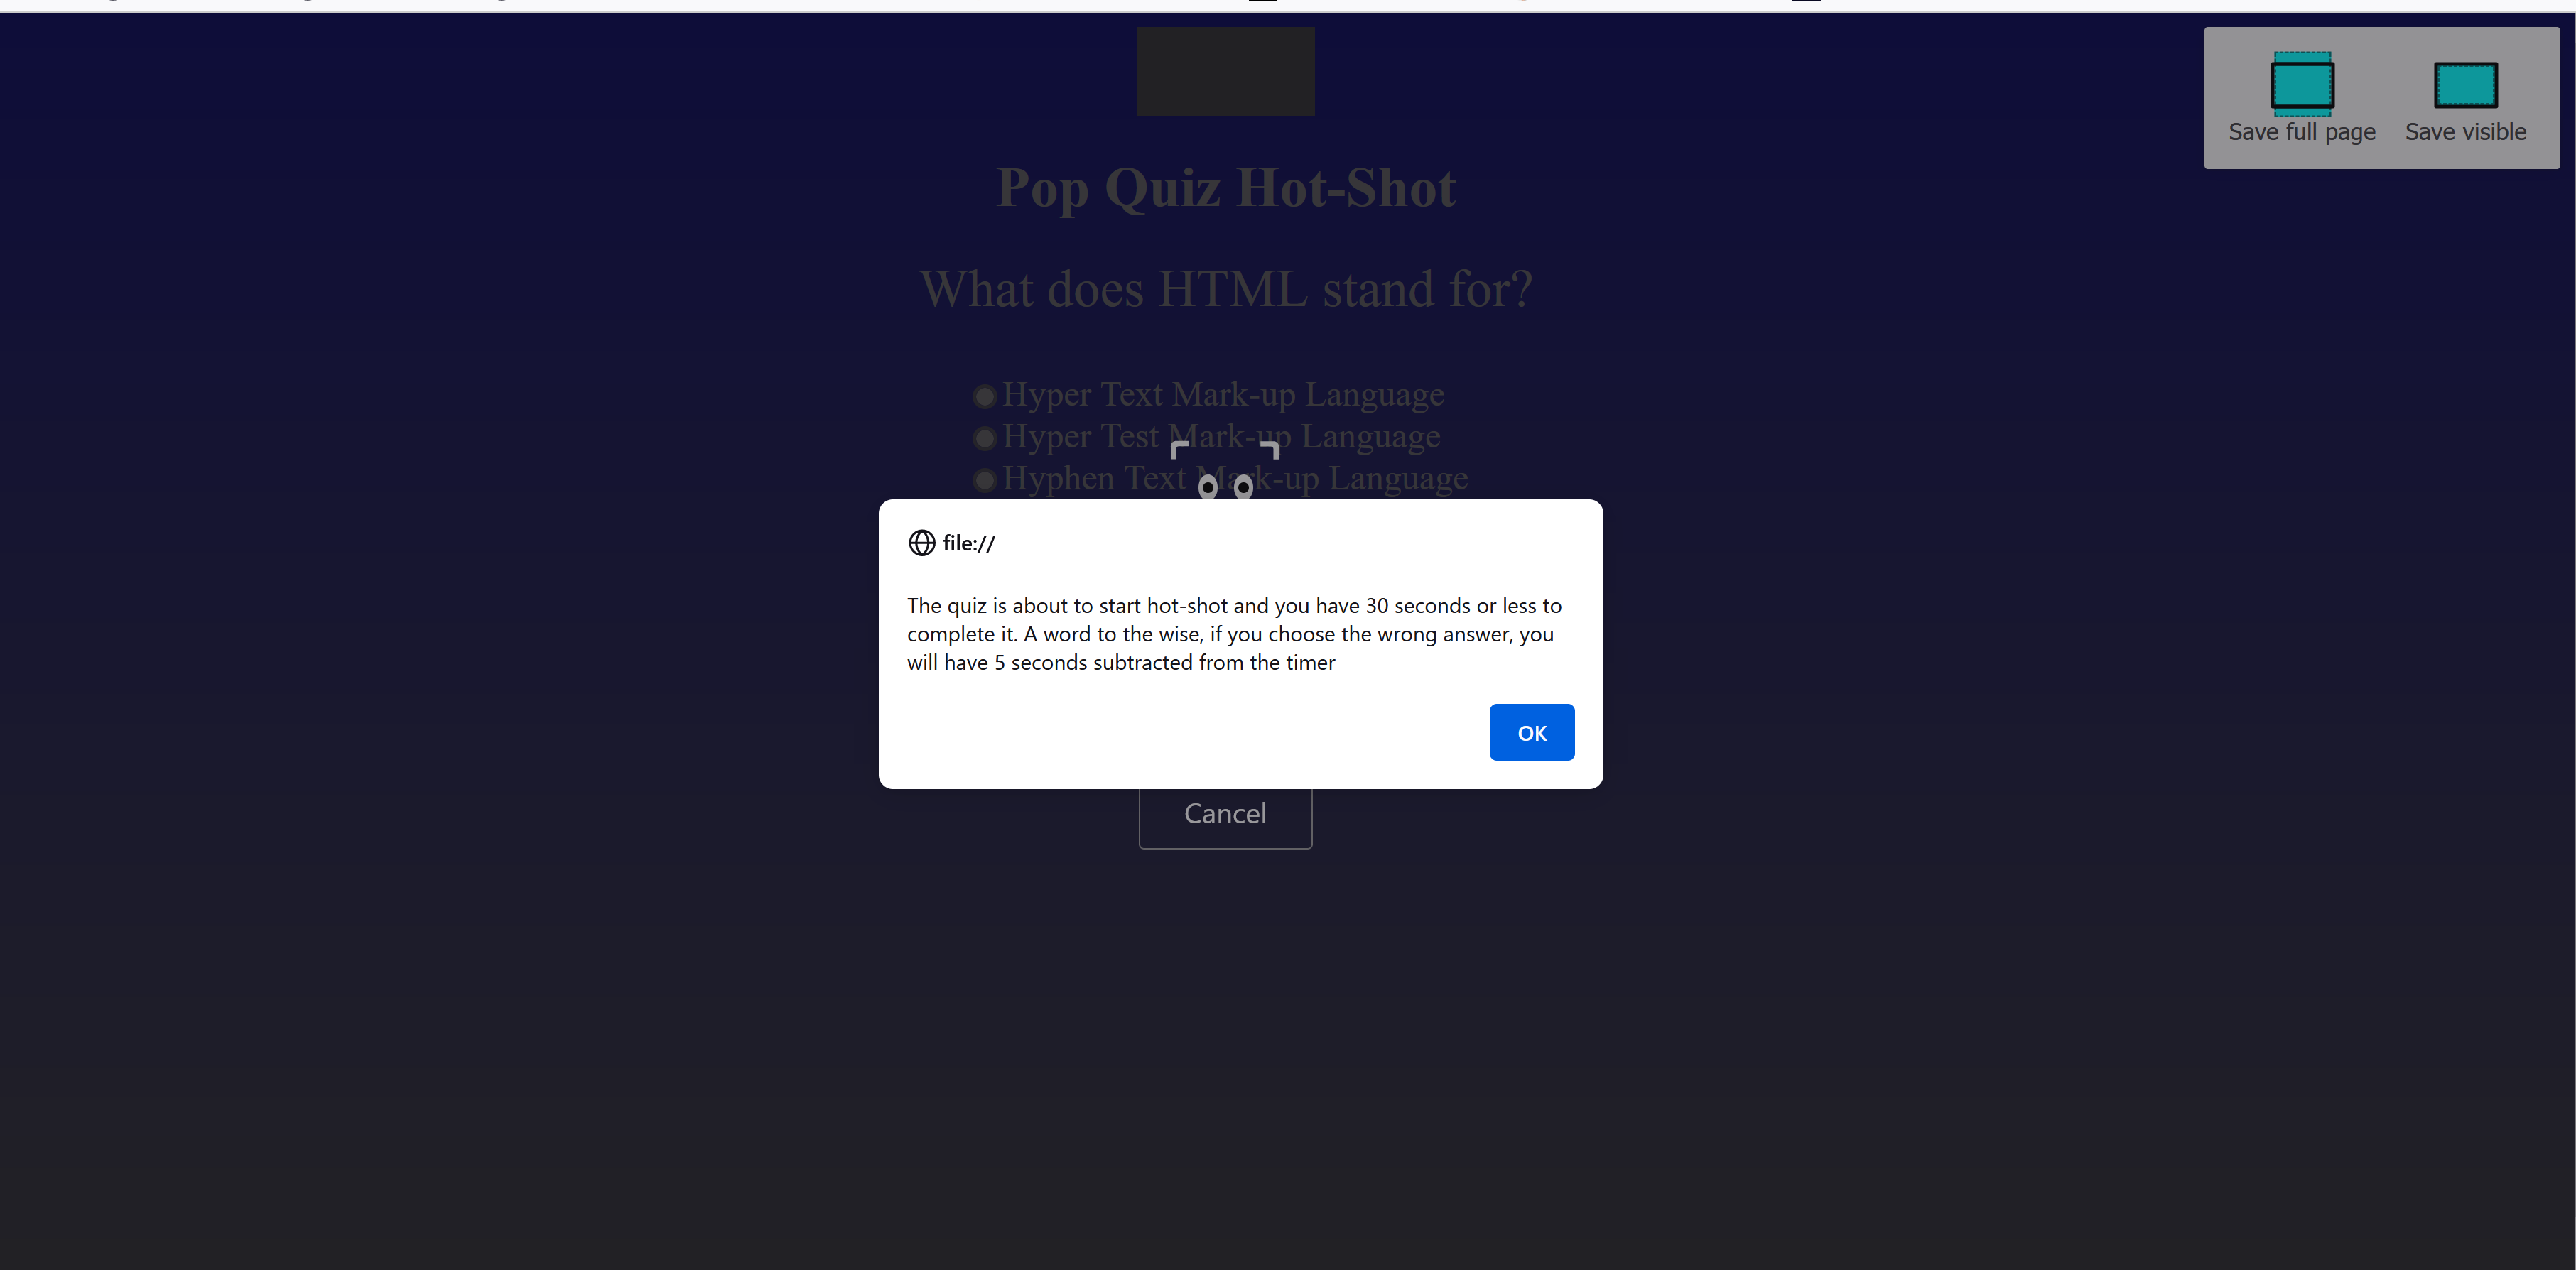 Save full page Save visible
Pop Quiz Hot-Shot
What does HTML stand for?
Hyper Text Mark-up Language
Hyper Test Mark-up Language
Hyphen Text Mark-up Language
file://
The quiz is about to start hot-shot and you have 30 seconds or less to
complete it. A word to the wise, if you choose the wrong answer, you
will have 5 seconds subtracted from the timer
OK
Cancel